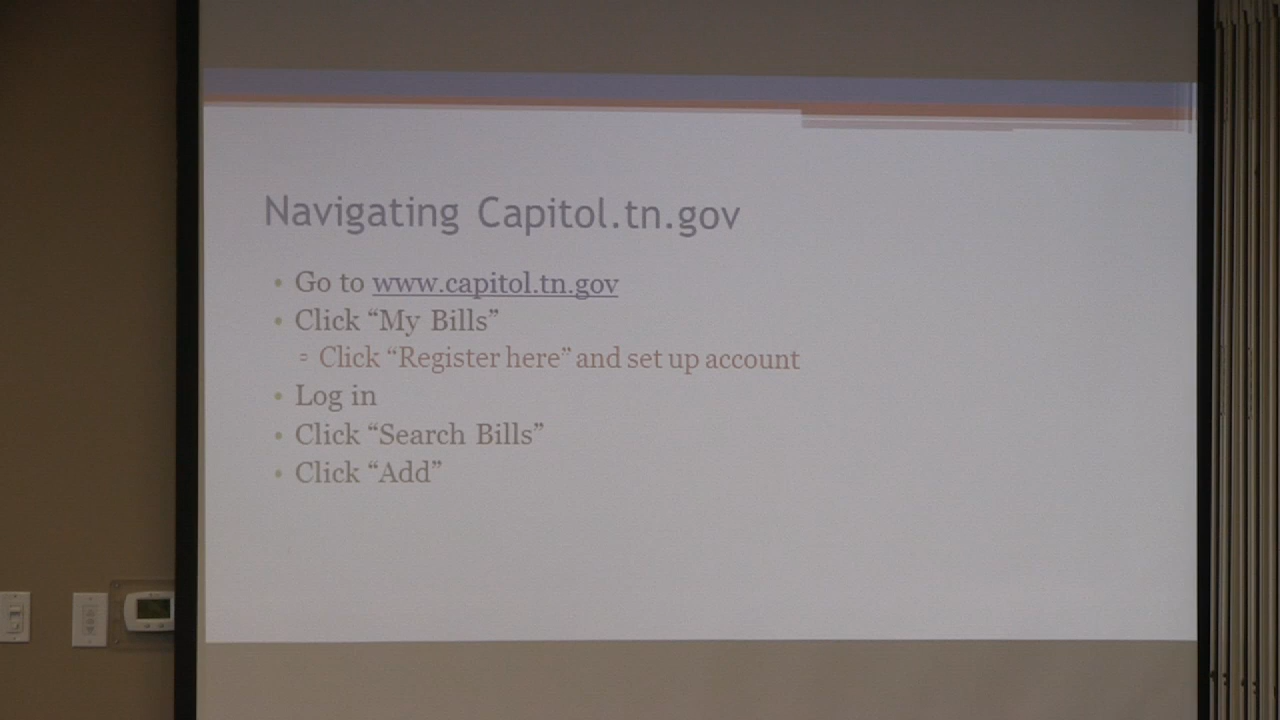 Navigating Capitol.tn.gov
• Go to www.capitol.tn.gov
• Click “My Bills”
▫ Click “Register here” and set up account
• Log in
• Click “Search Bills”
• Click “Add”